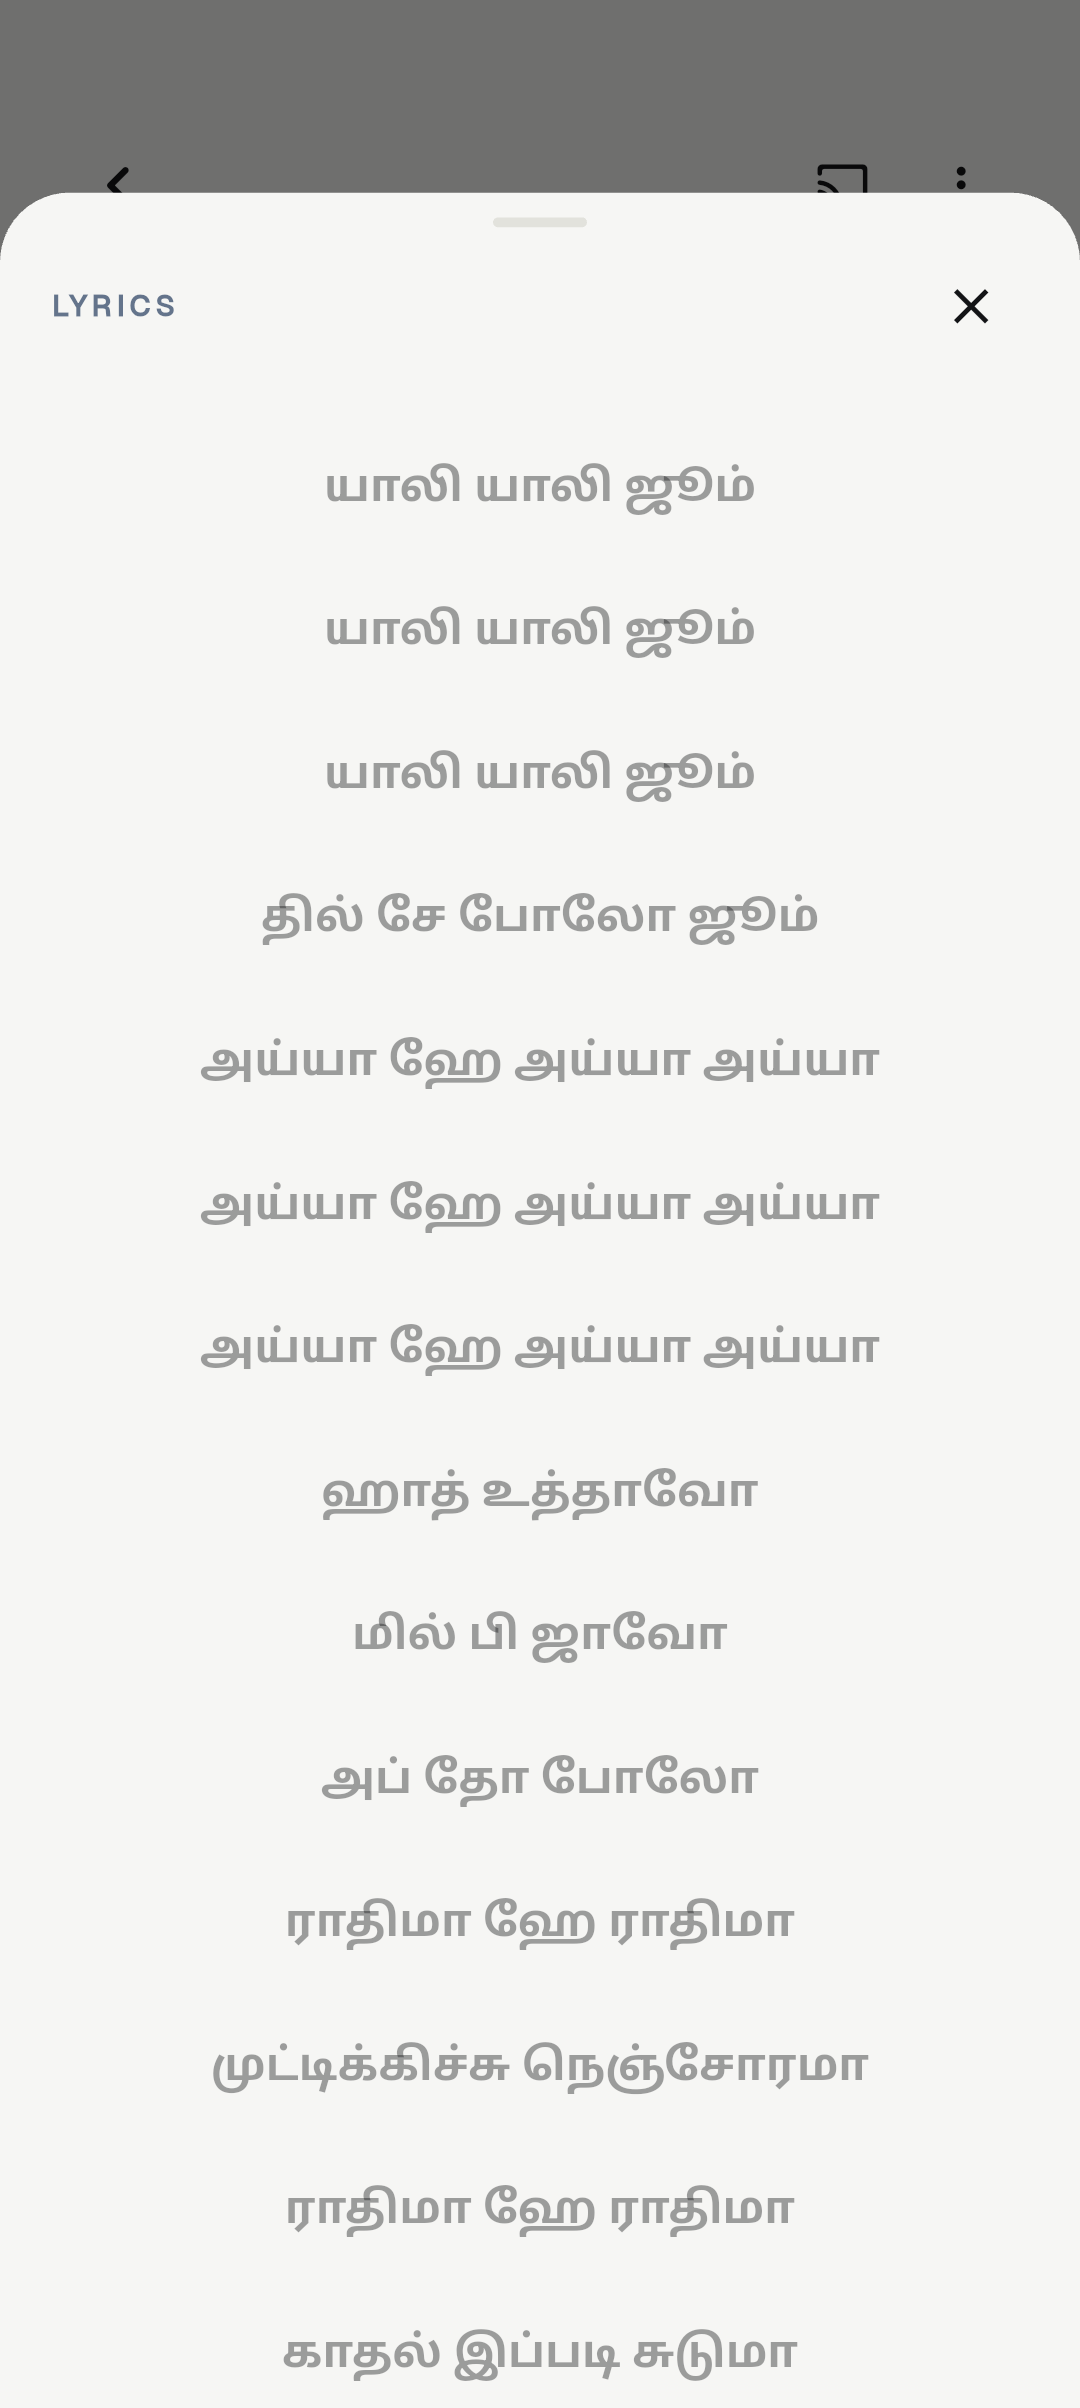 LYRICS
யாலி யாலி ஜூம்
யாலி யாலி ஜூம்
யாலி யாலி ஜூம்
தில் சே போலோ ஜூம்
அய்யா ஹே அய்யா அய்யா
அய்யா ஹே அய்யா அய்யா
அய்யா ஹே அய்யா அய்யா
ஹாத் உத்தாவோ
மில் பி ஜாவோ
அப் தோ போலோ
ராதிமா ஹே ராதிமா
முட்டிக்கிச்சு நெஞ்சோரமா
ராதிமா ஹே ராதிமா
காதல் இப்படி சுடுமா